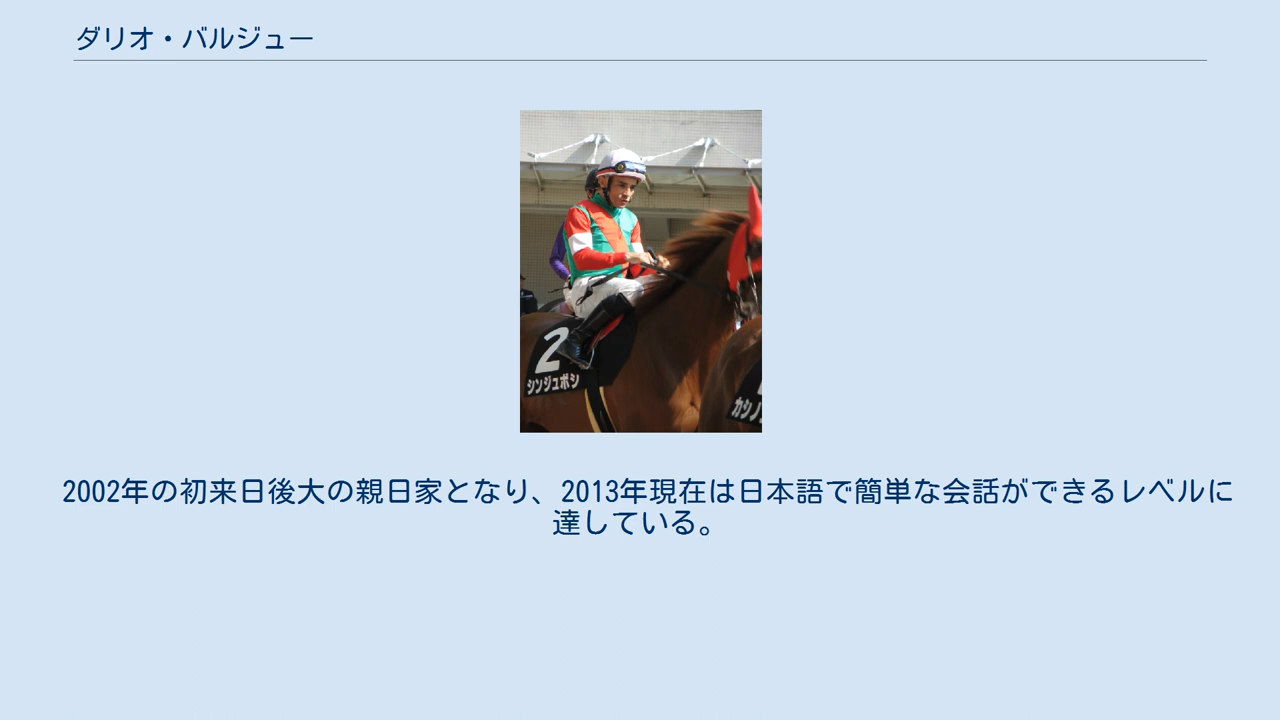 ダリオ・バルジュー
2
シンジュボシ
カシノ
2002年の初来日後大の親日家となり、2013年現在は日本語で簡単な会話ができるレベルに
達している。